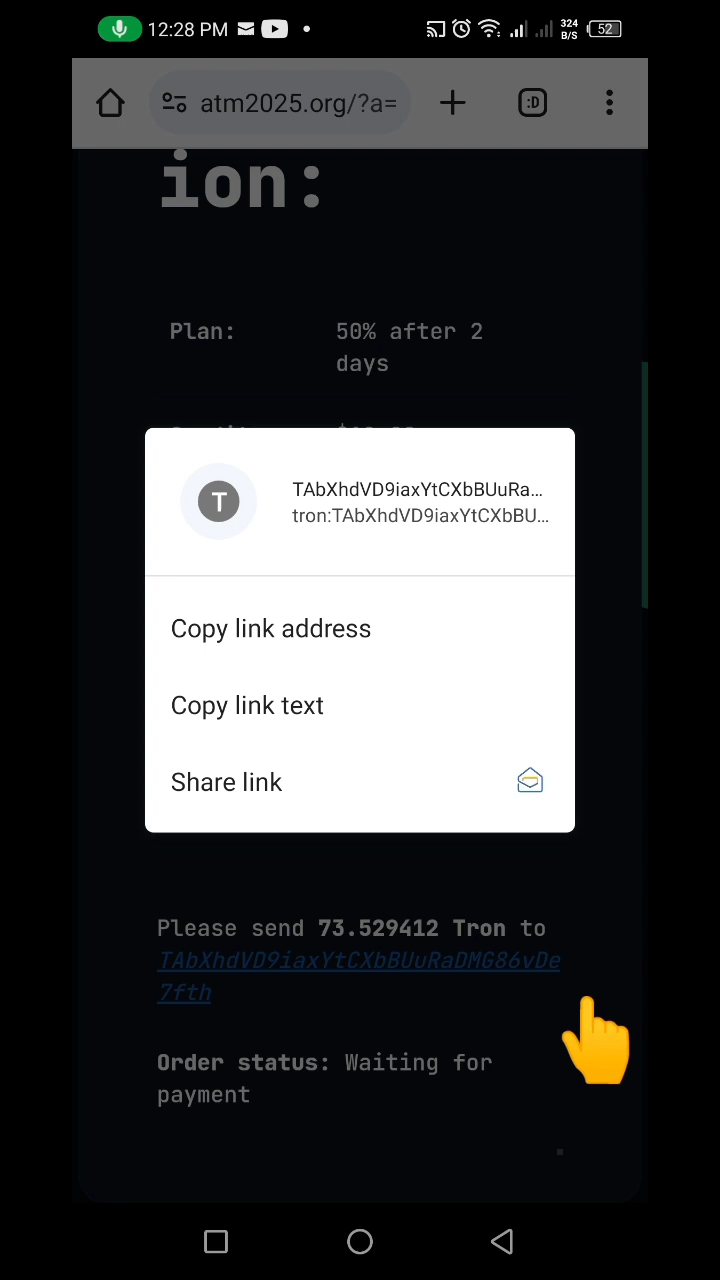 12:28 PM
324
B/S
52
atm2025.org/?a=
:D
ion:
Plan:
50% after 2
days
T
TAbXhdVD9iaxYtCXbBUuRa...
tron:TAbXhdVD9iaxYtCXbBU...
Copy link address
Copy link text
Share link
Please send 73.529412 Tron to
TAbXhdVD9iaxYtCXbBUuRaDMG86vDe
7fth
Order status: Waiting for
payment